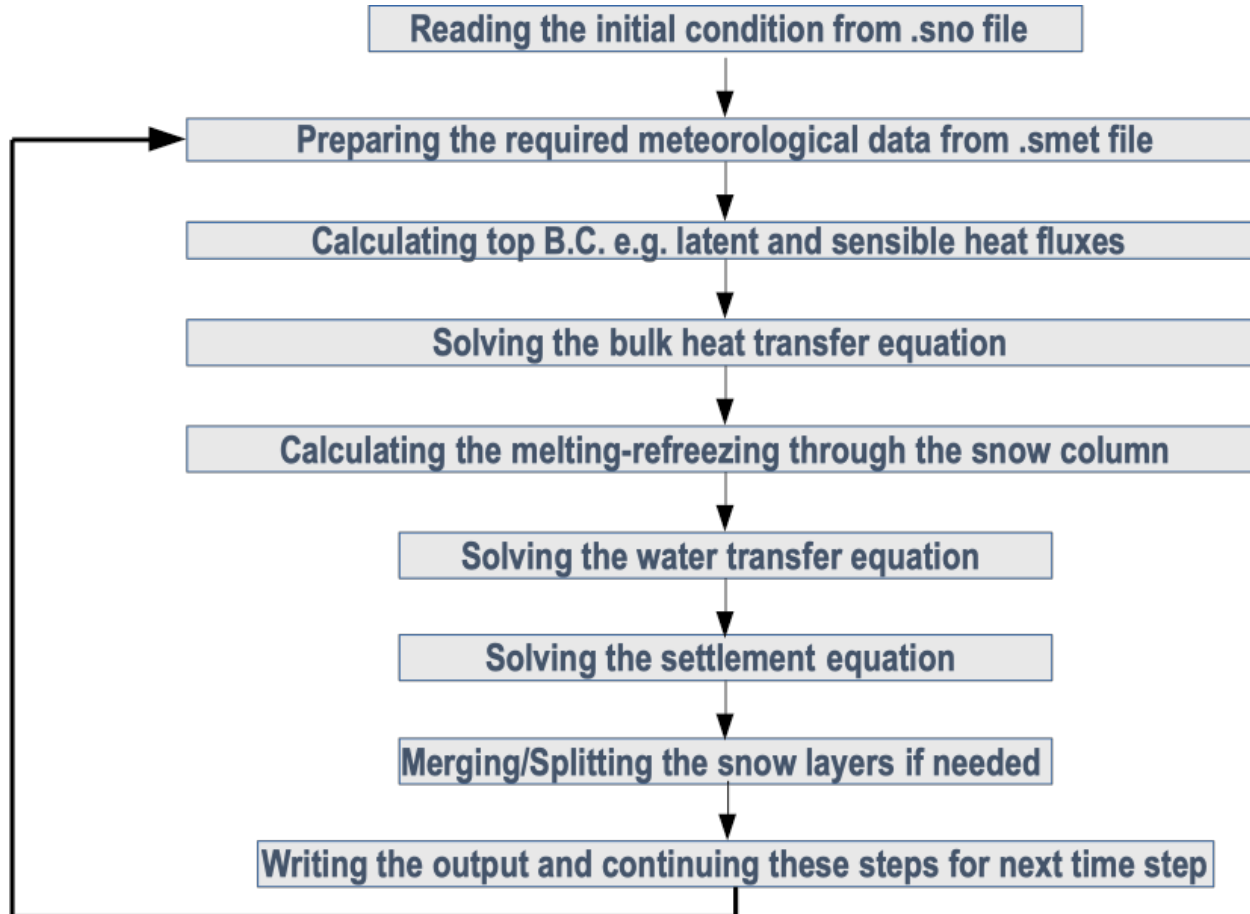 Reading the initial condition from .sno file
Preparing the required meteorological data from .smet file
Calculating top B.C. e.g. latent and sensible heat fluxes
Solving the bulk heat transfer equation
Calculating the melting-refreezing through the snow column
Solving the water transfer equation
Solving the settlement equation
Merging/Splitting the snow layers if needed
Writing the output and continuing these steps for next time step